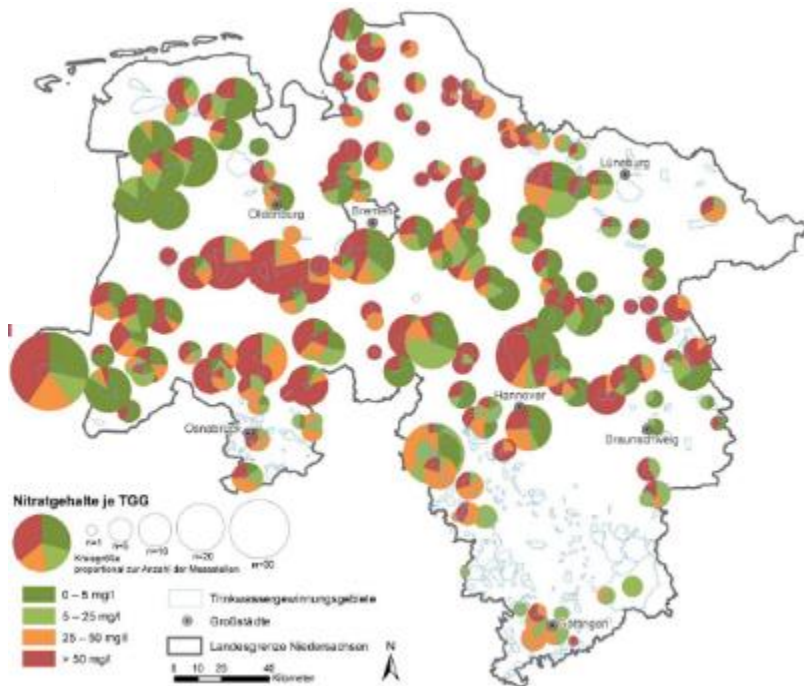 Lüneburg
Oldenburg
Bremen
Hannover
Osnabrück
Braunschweig
Göttingen
Nitratgehalte je TGG
n=1
n=5
n=10
n=20
n=30
Kreisgröße
proportional zur Anzahl der Messstellen
0 – 5 mg/l
5 – 25 mg/l
25 – 50 mg/l
> 50 mg/l
Trinkwassergewinnungsgebiete
Großstädte
Landesgrenze Niedersachsen
N
0 10 20 40
Kilometer